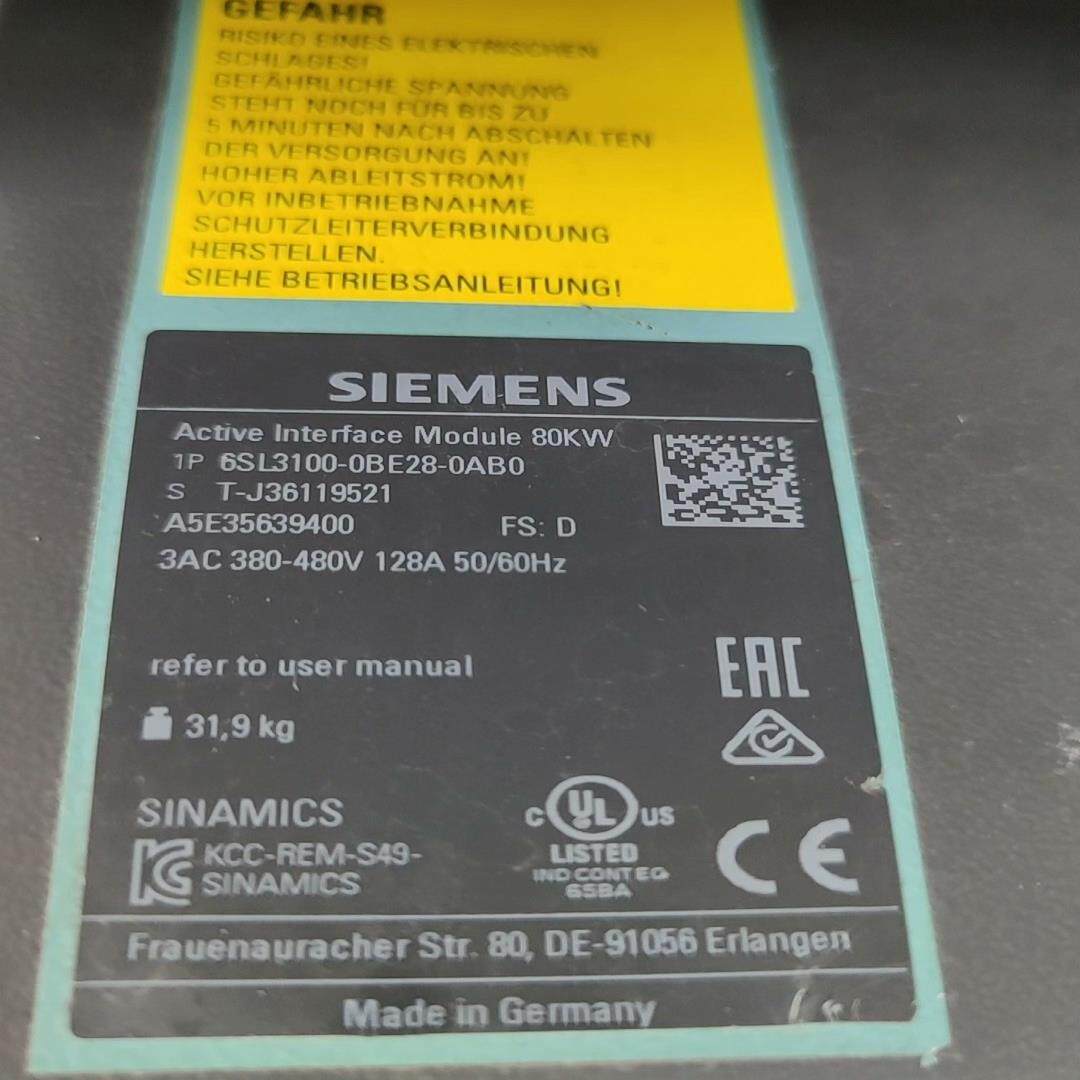 GEFAHR
RISIKO EINES ELEKTRISCHEN
SCHLAGES!
GEFÄHRLICHE SPANNUNG
STEHT NOCH FÜR BIS ZU
5 MINUTEN NACH ABSCHALTEN
DER VERSORGUNG AN!
HOHER ABLEITSTROM!
VOR INBETRIEBNAHME
SCHUTZLEITERVERBINDUNG
HERSTELLEN.
SIEHE BETRIEBSANLEITUNG!
SIEMENS
Active Interface Module 80KW
1P 6SL3100-0BE28-0AB0
S T-J36119521
A5E35639400 FS: D
3AC 380-480V 128A 50/60Hz
refer to user manual
EAC
31,9 kg
SINAMICS
KC KCC-REM-S49-
SINAMICS
C UL US
LISTED
IND CONT EQ
65BA
CE
Frauenauracher Str. 80, DE-91056 Erlangen
Made in Germany